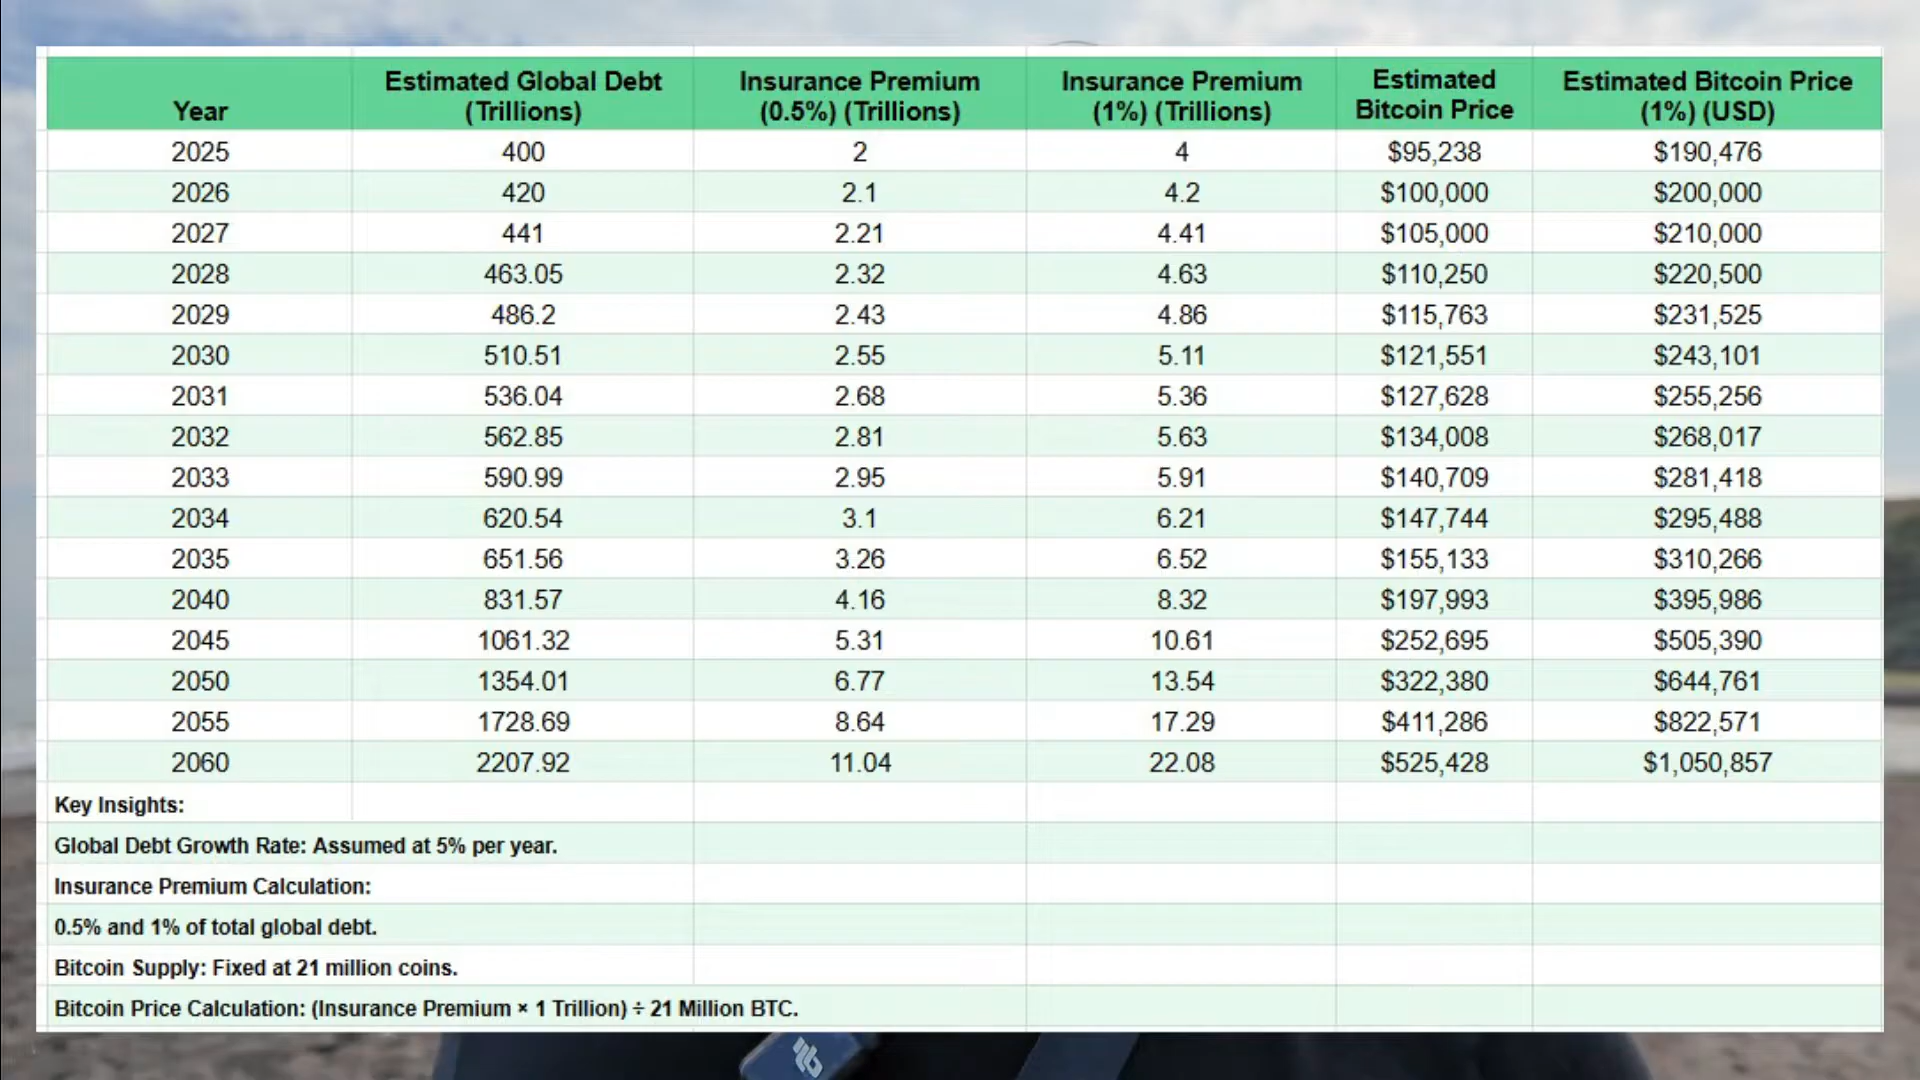 Year Estimated Global Debt (Trillions) Insurance Premium (0.5%) (Trillions) Insurance Premium (1%) (Trillions) Estimated Bitcoin Price Estimated Bitcoin Price (1%) (USD)
2025 400 2 4 $95,238 $190,476
2026 420 2.1 4.2 $100,000 $200,000
2027 441 2.21 4.41 $105,000 $210,000
2028 463.05 2.32 4.63 $110,250 $220,500
2029 486.2 2.43 4.86 $115,763 $231,525
2030 510.51 2.55 5.11 $121,551 $243,101
2031 536.04 2.68 5.36 $127,628 $255,256
2032 562.85 2.81 5.63 $134,008 $268,017
2033 590.99 2.95 5.91 $140,709 $281,418
2034 620.54 3.1 6.21 $147,744 $295,488
2035 651.56 3.26 6.52 $155,133 $310,266
2040 831.57 4.16 8.32 $197,993 $395,986
2045 1061.32 5.31 10.61 $252,695 $505,390
2050 1354.01 6.77 13.54 $322,380 $644,761
2055 1728.69 8.64 17.29 $411,286 $822,571
2060 2207.92 11.04 22.08 $525,428 $1,050,857
Key Insights:
Global Debt Growth Rate: Assumed at 5% per year.
Insurance Premium Calculation:
0.5% and 1% of total global debt.
Bitcoin Supply: Fixed at 21 million coins.
Bitcoin Price Calculation: (Insurance Premium × 1 Trillion) ÷ 21 Million BTC.